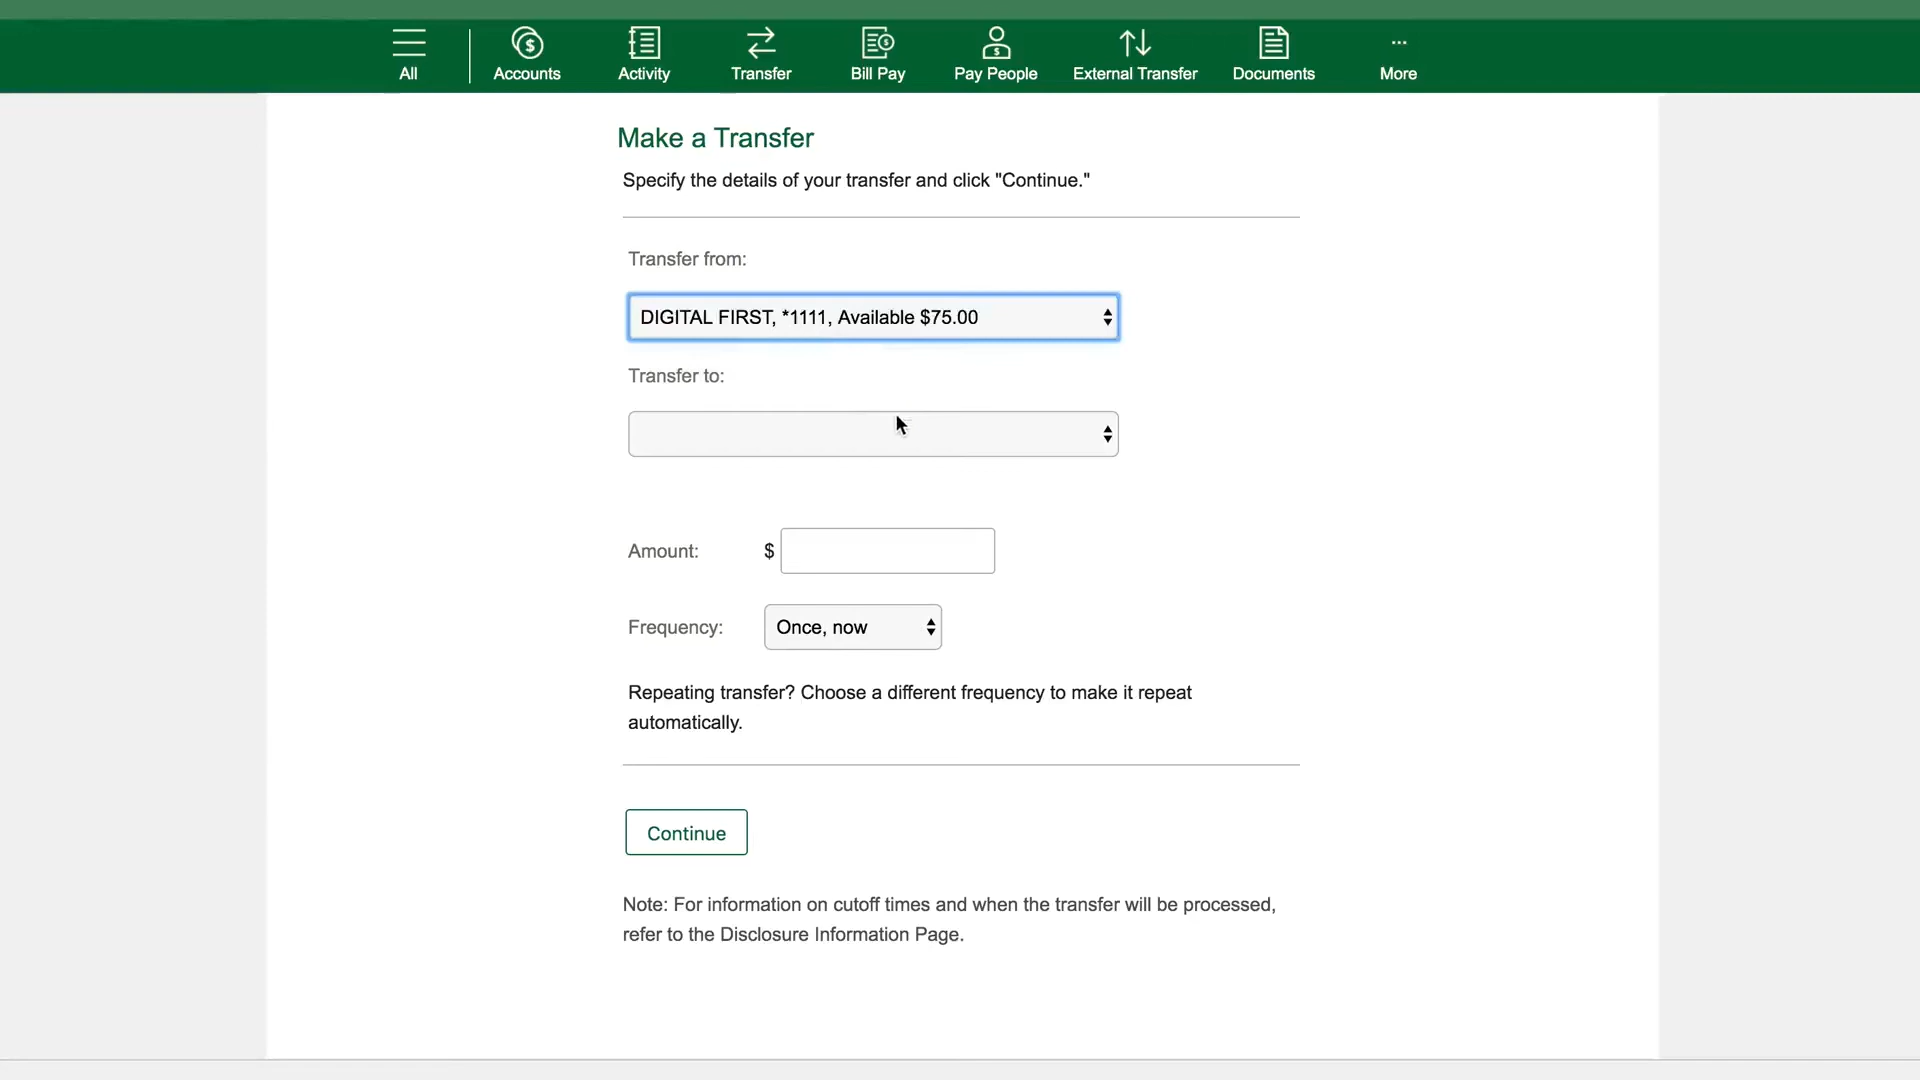 All
Accounts
Activity
Transfer
Bill Pay
Pay People
External Transfer
Documents
More
Make a Transfer
Specify the details of your transfer and click "Continue."
Transfer from:
DIGITAL FIRST, *1111, Available $75.00
Transfer to:
Amount: $
Frequency: Once, now
Repeating transfer? Choose a different frequency to make it repeat
automatically.
Continue
Note: For information on cutoff times and when the transfer will be processed,
refer to the Disclosure Information Page.